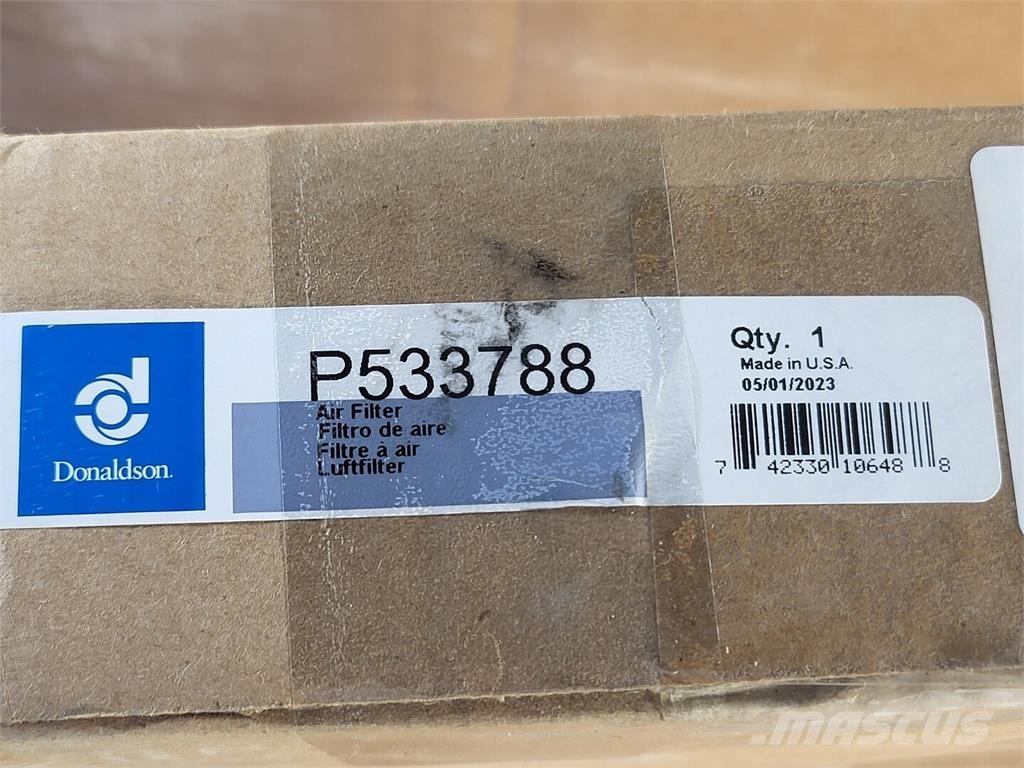 P533788
Air Filter
Filtro de aire
Filtre à air
Luftfilter
Donaldson.
Qty. 1
Made in U.S.A.
05/01/2023
7 42330 10648 8
MASCUS